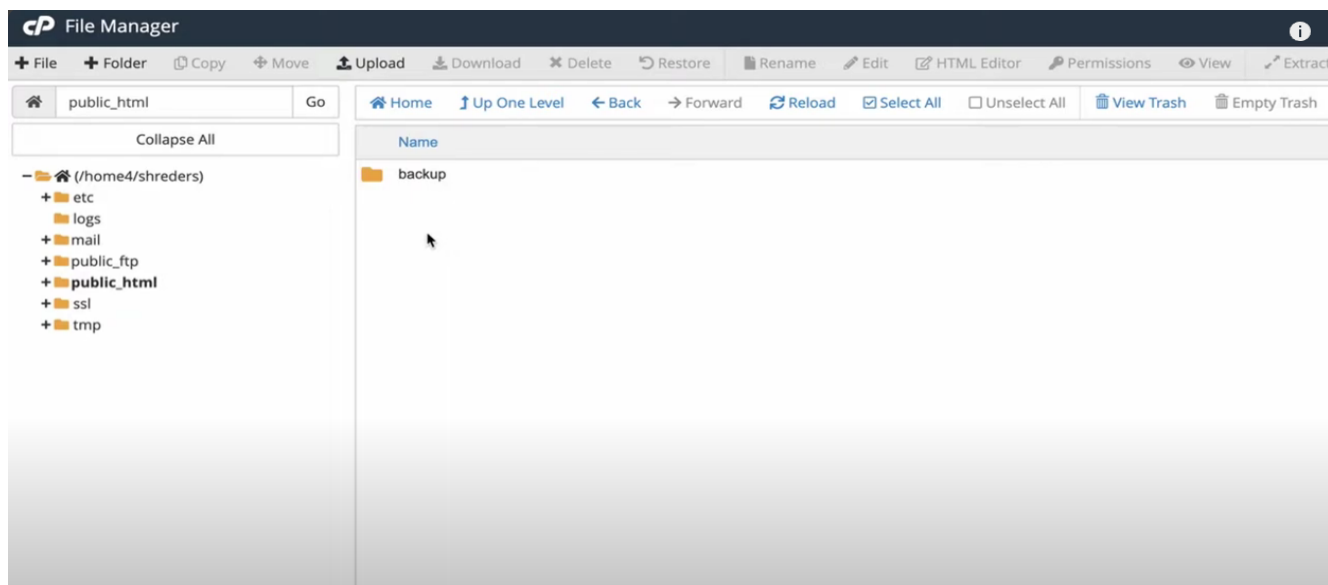 cP File Manager
File Folder Copy Move Upload Download Delete Restore Rename Edit HTML Editor Permissions View Extract
public_html Go Home Up One Level Back Forward Reload Select All Unselect All View Trash Empty Trash
Collapse All
Name
(/home4/shreders)
backup
etc
logs
mail
public_ftp
public_html
ssl
tmp